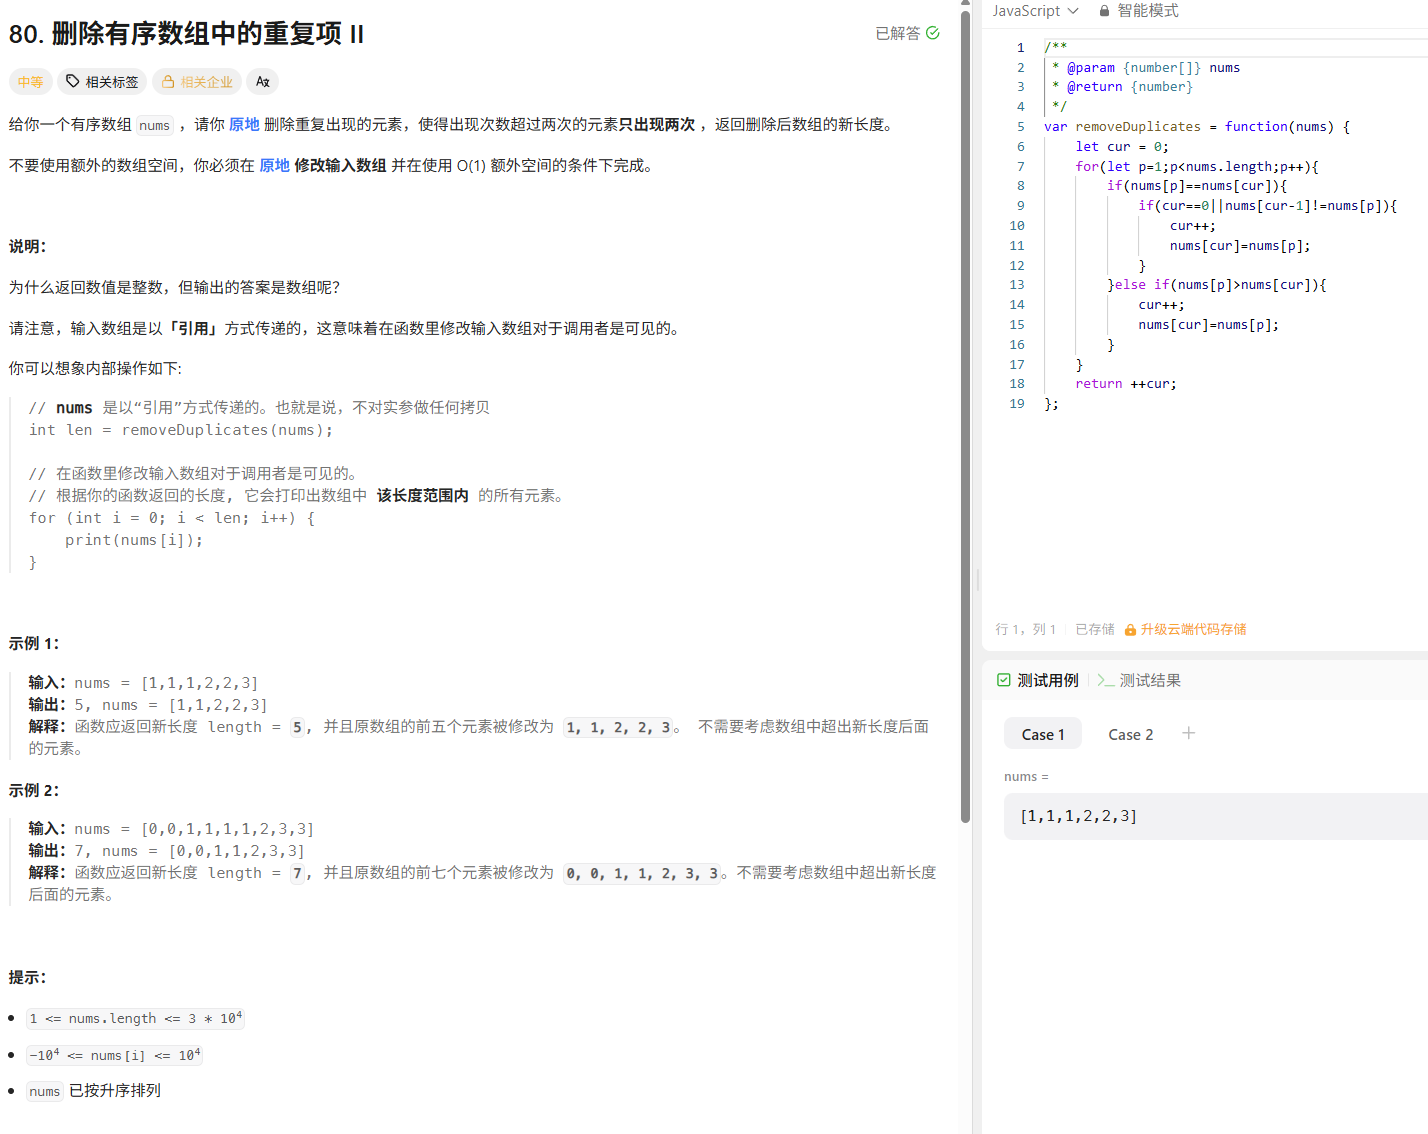 80. 删除有序数组中的重复项 II
已解答
中等 相关标签 相关企业 Aあ
给你一个有序数组 nums ，请你 原地 删除重复出现的元素，使得出现次数超过两次的元素只出现两次 ，返回删除后数组的新长度。
不要使用额外的数组空间，你必须在 原地 修改输入数组 并在使用 O(1) 额外空间的条件下完成。
说明：
为什么返回数值是整数，但输出的答案是数组呢？
请注意，输入数组是以「引用」方式传递的，这意味着在函数里修改输入数组对于调用者是可见的。
你可以想象内部操作如下:
// nums 是以“引用”方式传递的。也就是说，不对实参做任何拷贝
int len = removeDuplicates(nums);
// 在函数里修改输入数组对于调用者是可见的。
// 根据你的函数返回的长度, 它会打印出数组中 该长度范围内 的所有元素。
for (int i = 0; i < len; i++) {
    print(nums[i]);
}
示例 1：
输入：nums = [1,1,1,2,2,3]
输出：5, nums = [1,1,2,2,3]
解释：函数应返回新长度 length = 5, 并且原数组的前五个元素被修改为 1, 1, 2, 2, 3。 不需要考虑数组中超出新长度后面
的元素。
示例 2：
输入：nums = [0,0,1,1,1,1,2,3,3]
输出：7, nums = [0,0,1,1,2,3,3]
解释：函数应返回新长度 length = 7, 并且原数组的前七个元素被修改为 0, 0, 1, 1, 2, 3, 3。不需要考虑数组中超出新长度
后面的元素。
提示：
1 <= nums.length <= 3 * 10⁴
-10⁴ <= nums[i] <= 10⁴
nums 已按升序排列
JavaScript 智能模式
1 /**
2  * @param {number[]} nums
3  * @return {number}
4  */
5 var removeDuplicates = function(nums) {
6     let cur = 0;
7     for(let p=1;p<nums.length;p++){
8         if(nums[p]==nums[cur]){
9             if(cur==0||nums[cur-1]!=nums[p]){
10                 cur++;
11                 nums[cur]=nums[p];
12             }
13         }else if(nums[p]>nums[cur]){
14             cur++;
15             nums[cur]=nums[p];
16         }
17     }
18     return ++cur;
19 };
行 1，列 1 已存储 升级云端代码存储
测试用例 >_ 测试结果
Case 1 Case 2 +
nums =
[1,1,1,2,2,3]